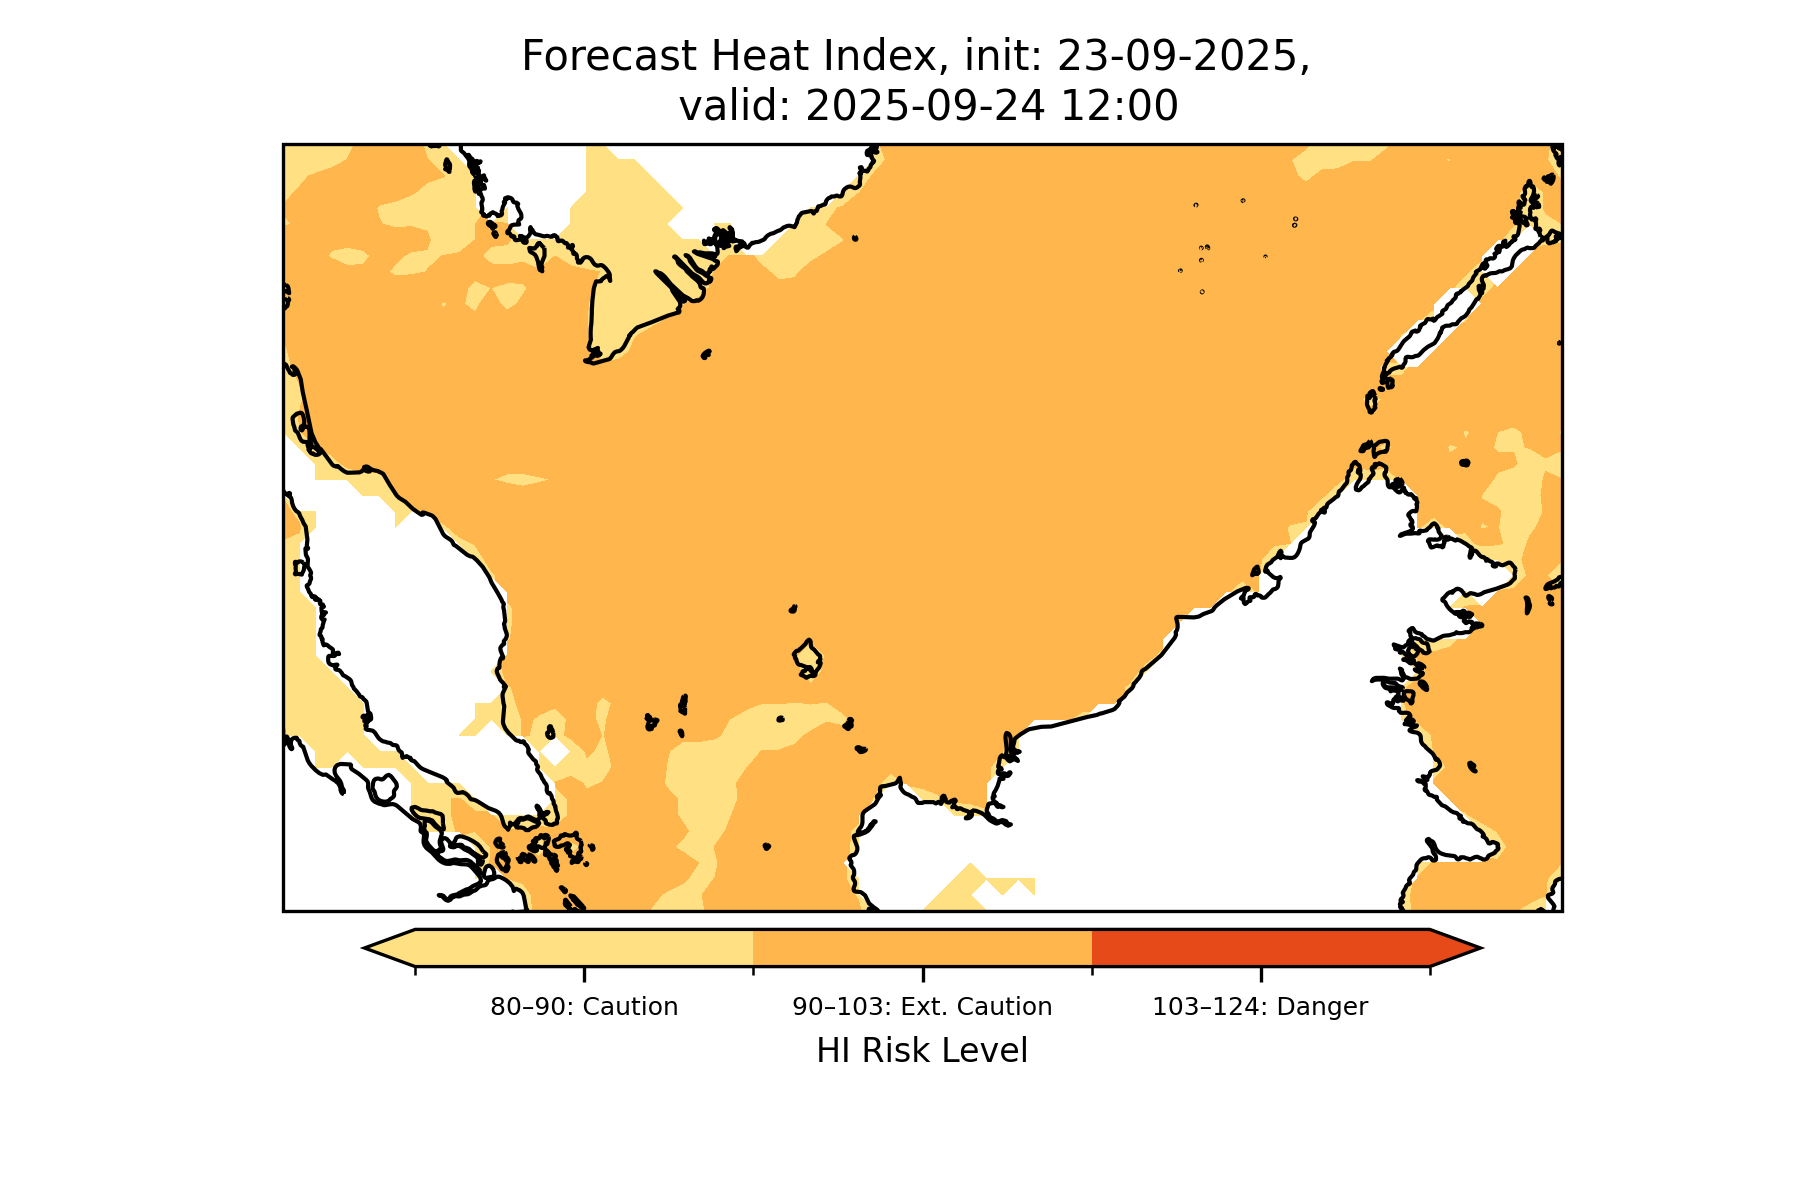 Forecast Heat Index, init: 23-09-2025,
valid: 2025-09-24 12:00
80–90: Caution
90–103: Ext. Caution
103–124: Danger
HI Risk Level